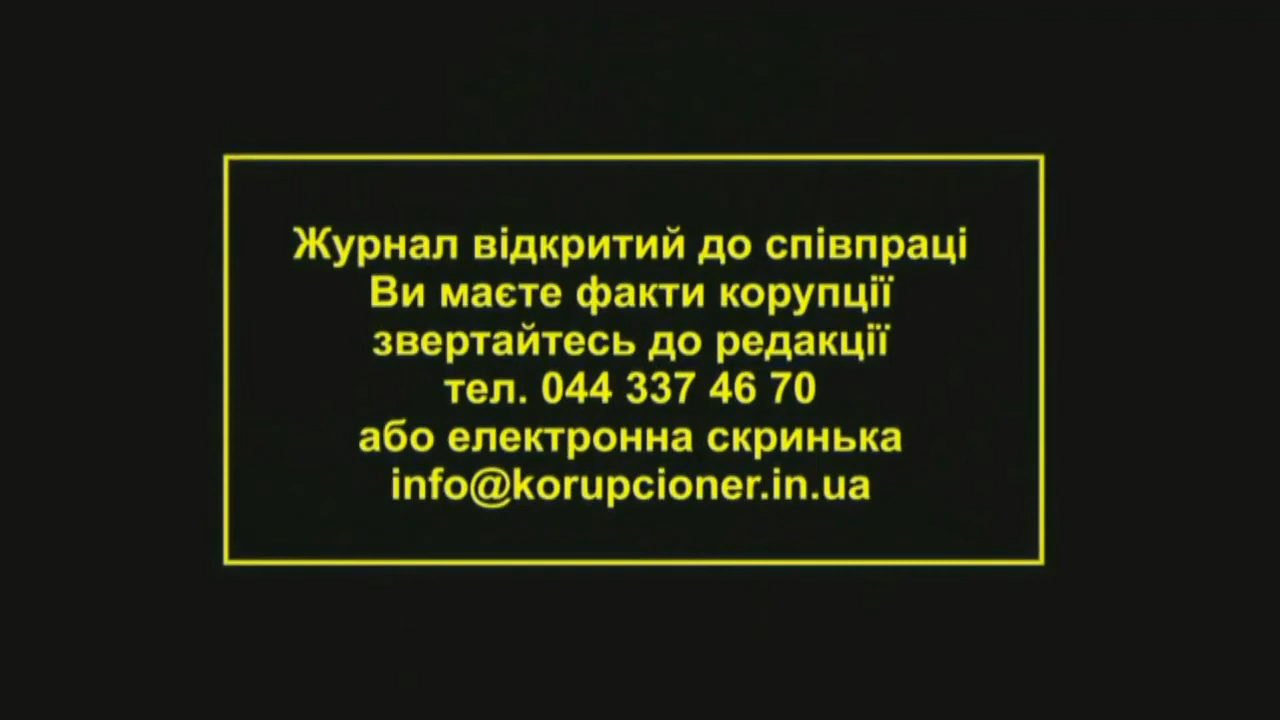 Журнал відкритий до співпраці
Ви маєте факти корупції
звертайтесь до редакції
тел. 044 337 46 70
або електронна скринька
info@korupcioner.in.ua